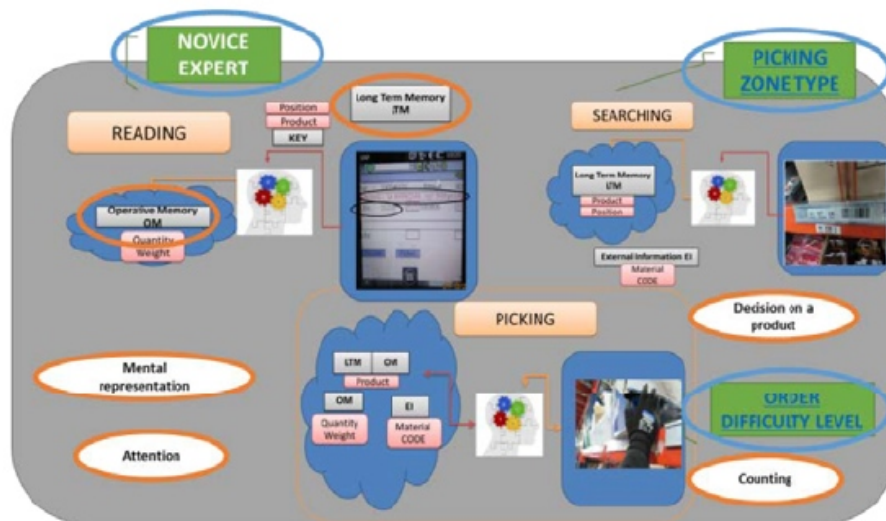 NOVICE
EXPERT
PICKING
ZONE TYPE
Long Term Memory
LTM
Position
Product
KEY
READING
SEARCHING
Long Term Memory
LTM
Product
Position
Operative Memory
OM
Quantity
Weight
External Information EI
Material
CODE
PICKING
Decision on a
product
LTM
OM
Product
Mental
representation
OM
EI
Quantity
Weight
Material
CODE
ORDER
DIFFICULTY LEVEL
Attention
Counting